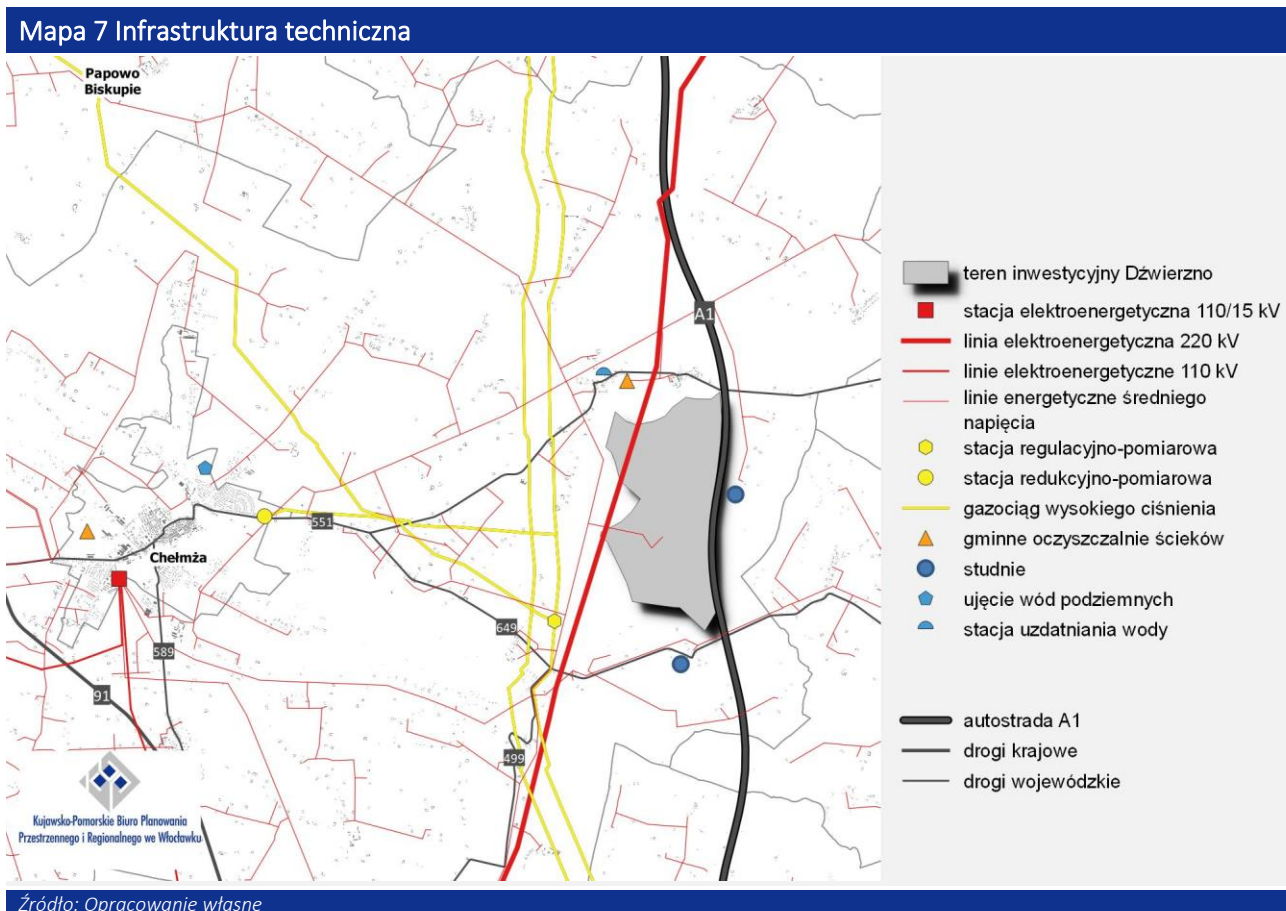 Mapa 7 Infrastruktura techniczna
Papowo
Biskupie
A1
551
Chełmża
649
589
91
499
Kujawsko-Pomorskie Biuro Planowania
Przestrzennego i Regionalnego we Włocławku
teren inwestycyjny Dźwierzno
stacja elektroenergetyczna 110/15 kV
linia elektroenergetyczna 220 kV
linie elektroenergetyczne 110 kV
linie energetyczne średniego
napięcia
stacja regulacyjno-pomiarowa
stacja redukcyjno-pomiarowa
gazociąg wysokiego ciśnienia
gminne oczyszczalnie ścieków
studnie
ujęcie wód podziemnych
stacja uzdatniania wody
autostrada A1
drogi krajowe
drogi wojewódzkie
Źródło: Opracowanie własne